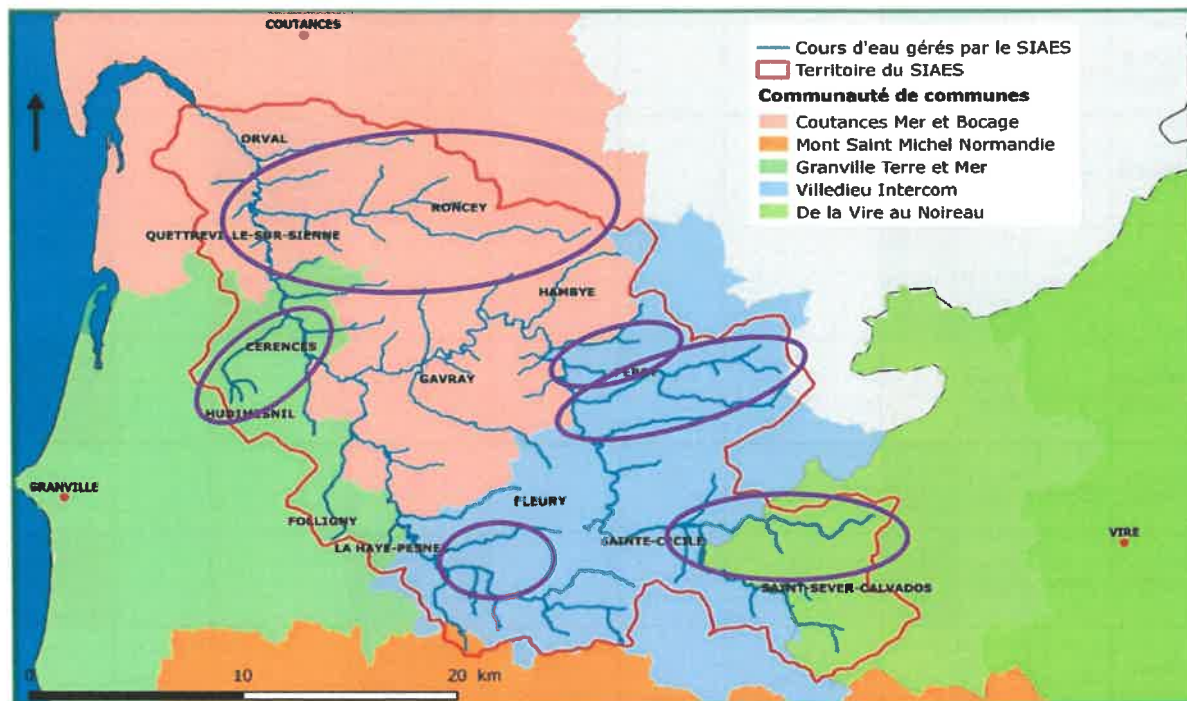 COUTANCES
Cours d'eau gérés par le SIAES
Territoire du SIAES
Communauté de communes
Coutances Mer et Bocage
Mont Saint Michel Normandie
Granville Terre et Mer
Villedieu Intercom
De la Vire au Noireau
ORVAL
RONCEY
QUETTREVILLE-SUR-SIENNE
HAMBYE
CERENCES
PERCY
GAVRAY
HUDIMESNIL
GRANVILLE
FLEURY
FOLLIGNY
LA HAYE-PESNEL
SAINTE-CECILE
VIRE
SAINT-SEVER-CALVADOS
0 10 20 km